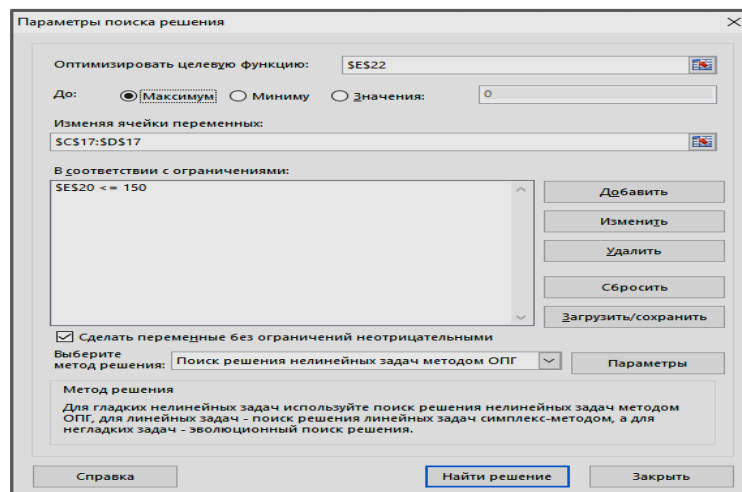 Параметры поиска решения
Оптимизировать целевую функцию: $E$22
До: Максимум Миниму Значения: 0
Изменяя ячейки переменных:
$C$17:$D$17
В соответствии с ограничениями:
$E$20 <= 150
Добавить
Изменить
Удалить
Сбросить
Загрузить/сохранить
Сделать переменные без ограничений неотрицательными
Выберите
метод решения: Поиск решения нелинейных задач методом ОПГ Параметры
Метод решения
Для гладких нелинейных задач используйте поиск решения нелинейных задач методом
ОПГ, для линейных задач - поиск решения линейных задач симплекс-методом, а для
негладких задач - эволюционный поиск решения.
Справка Найти решение Закрыть